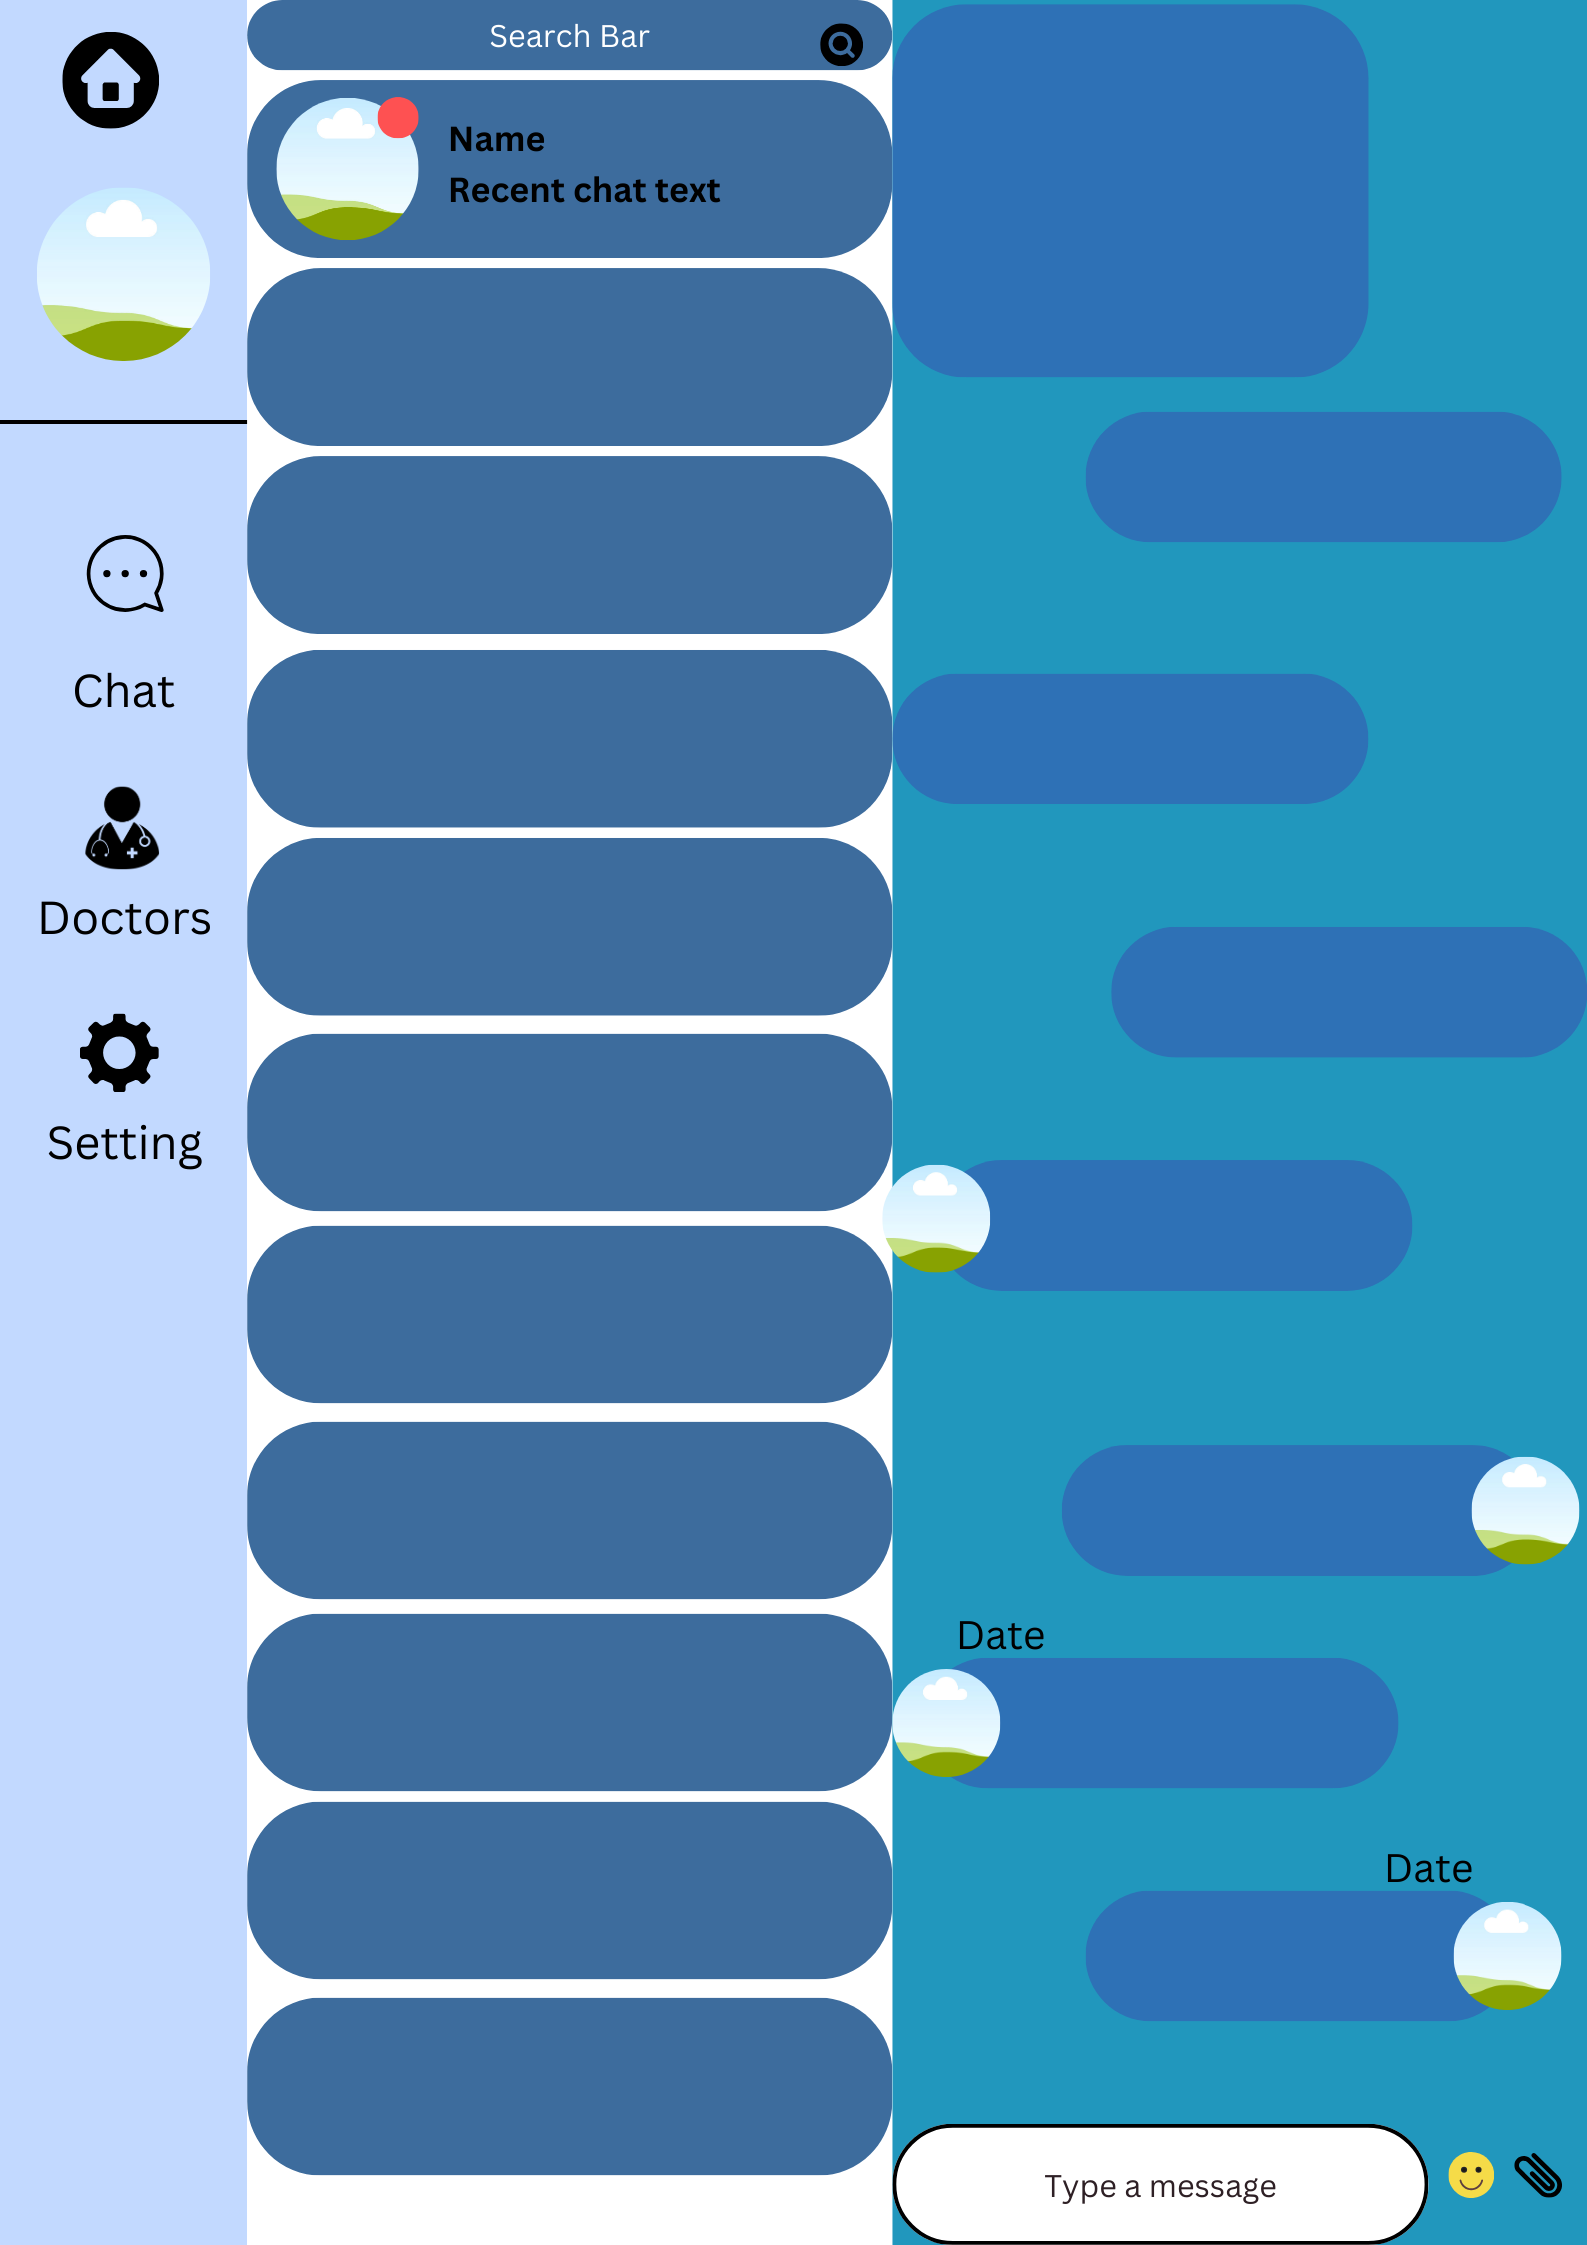 Search Bar
Name
Recent chat text
Chat
Doctors
Setting
Date
Date
Type a message